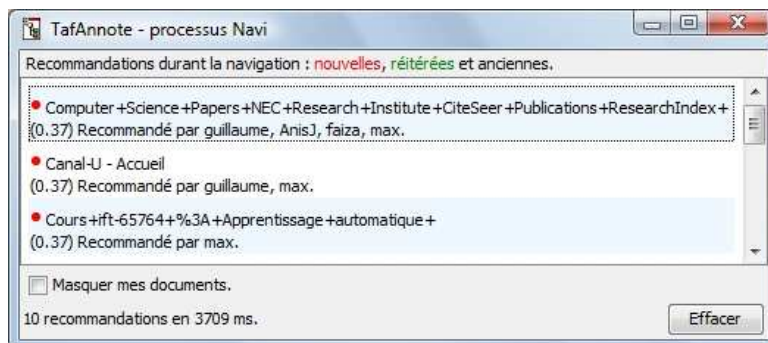 TafAnnote - processus Navi
Recommandations durant la navigation : nouvelles, réitérées et anciennes.
Computer+Science+Papers+NEC+Research+Institute+CiteSeer+Publications+ResearchIndex+
(0.37) Recommandé par guillaume, AnisJ, faiza, max.
Canal-U - Accueil
(0.37) Recommandé par guillaume, max.
Cours+ift-65764+%3A+Apprentissage+automatique+
(0.37) Recommandé par max.
Masquer mes documents.
10 recommandations en 3709 ms.
Effacer